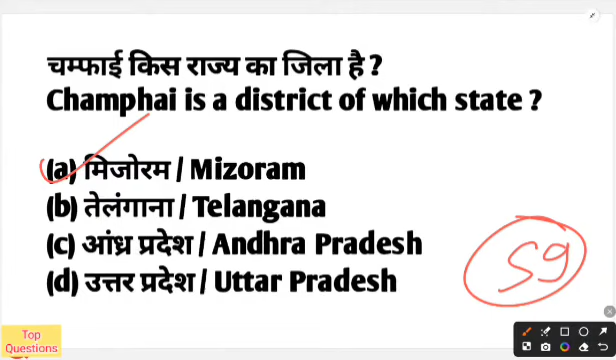 चम्फाई किस राज्य का जिला है ?
Champhai is a district of which state ?
(a) मिजोरम / Mizoram
(b) तेलंगाना / Telangana
(c) आंध्र प्रदेश / Andhra Pradesh
(d) उत्तर प्रदेश / Uttar Pradesh
59
Top
Questions